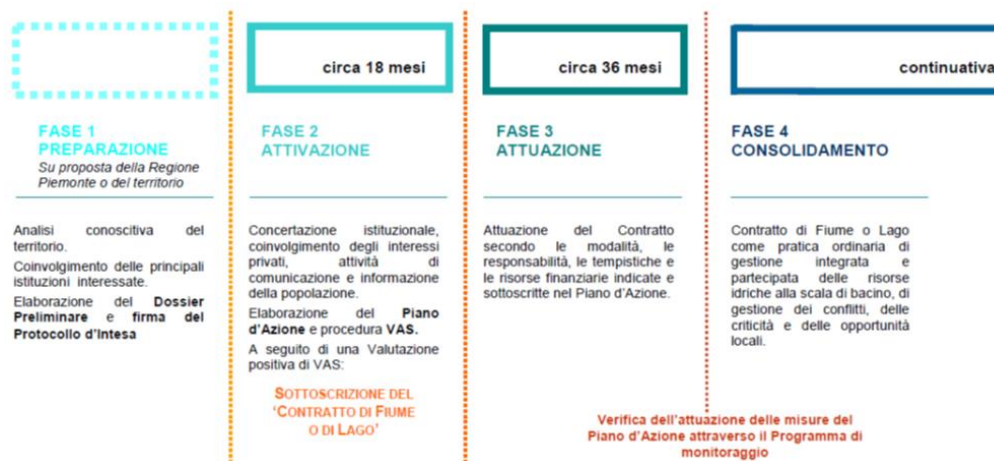 circa 18 mesi
circa 36 mesi
continuativa
FASE 1
PREPARAZIONE
Su proposta della Regione
Piemonte o del territorio
Analisi conoscitiva del
territorio.
Coinvolgimento delle principali
istituzioni interessate.
Elaborazione del Dossier
Preliminare e firma del
Protocollo d'Intesa
FASE 2
ATTIVAZIONE
Concertazione istituzionale,
coinvolgimento degli interessi
privati, attività di
comunicazione e informazione
della popolazione.
Elaborazione del Piano
d'Azione e procedura VAS.
A seguito di una Valutazione
positiva di VAS:
SOTTOSCRIZIONE DEL
'CONTRATTO DI FIUME
O DI LAGO'
FASE 3
ATTUAZIONE
Attuazione del Contratto
secondo le modalità, le
responsabilità, le tempistiche e
le risorse finanziarie indicate e
sottoscritte nel Piano d'Azione.
FASE 4
CONSOLIDAMENTO
Contratto di Fiume o Lago
come pratica ordinaria di
gestione integrata e
partecipata delle risorse
idriche alla scala di bacino, di
gestione dei conflitti, delle
criticità e delle opportunità
locali.
Verifica dell'attuazione delle misure del
Piano d'Azione attraverso il Programma di
monitoraggio